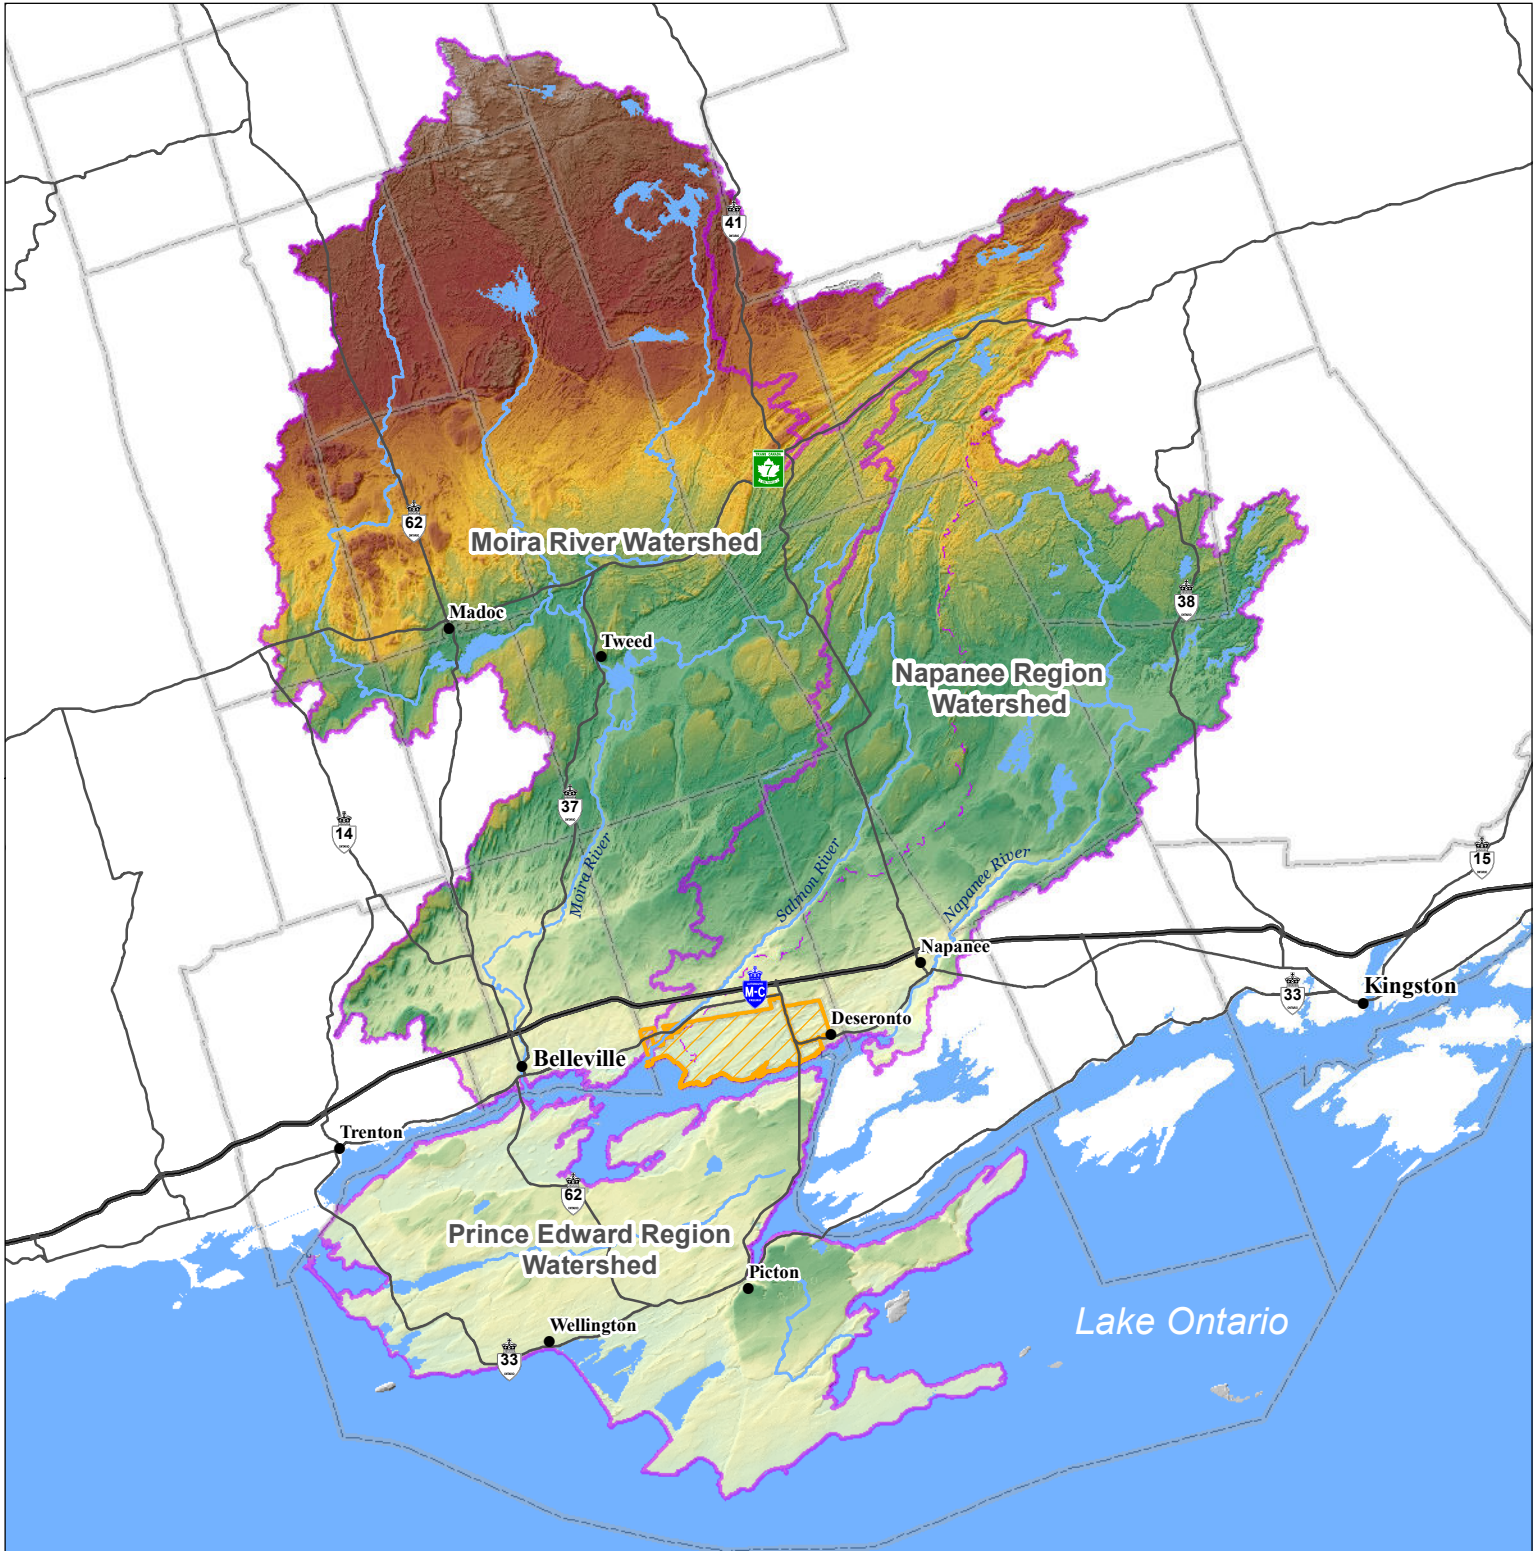 41
7
62
Moira River Watershed
Madoc
38
Tweed
Napanee Region
Watershed
37
14
15
Moira River
Salmon River
Napanee River
Napanee
M-C
33
Kingston
Deseronto
Belleville
Trenton
62
Prince Edward Region
Watershed
Picton
Lake Ontario
Wellington
33